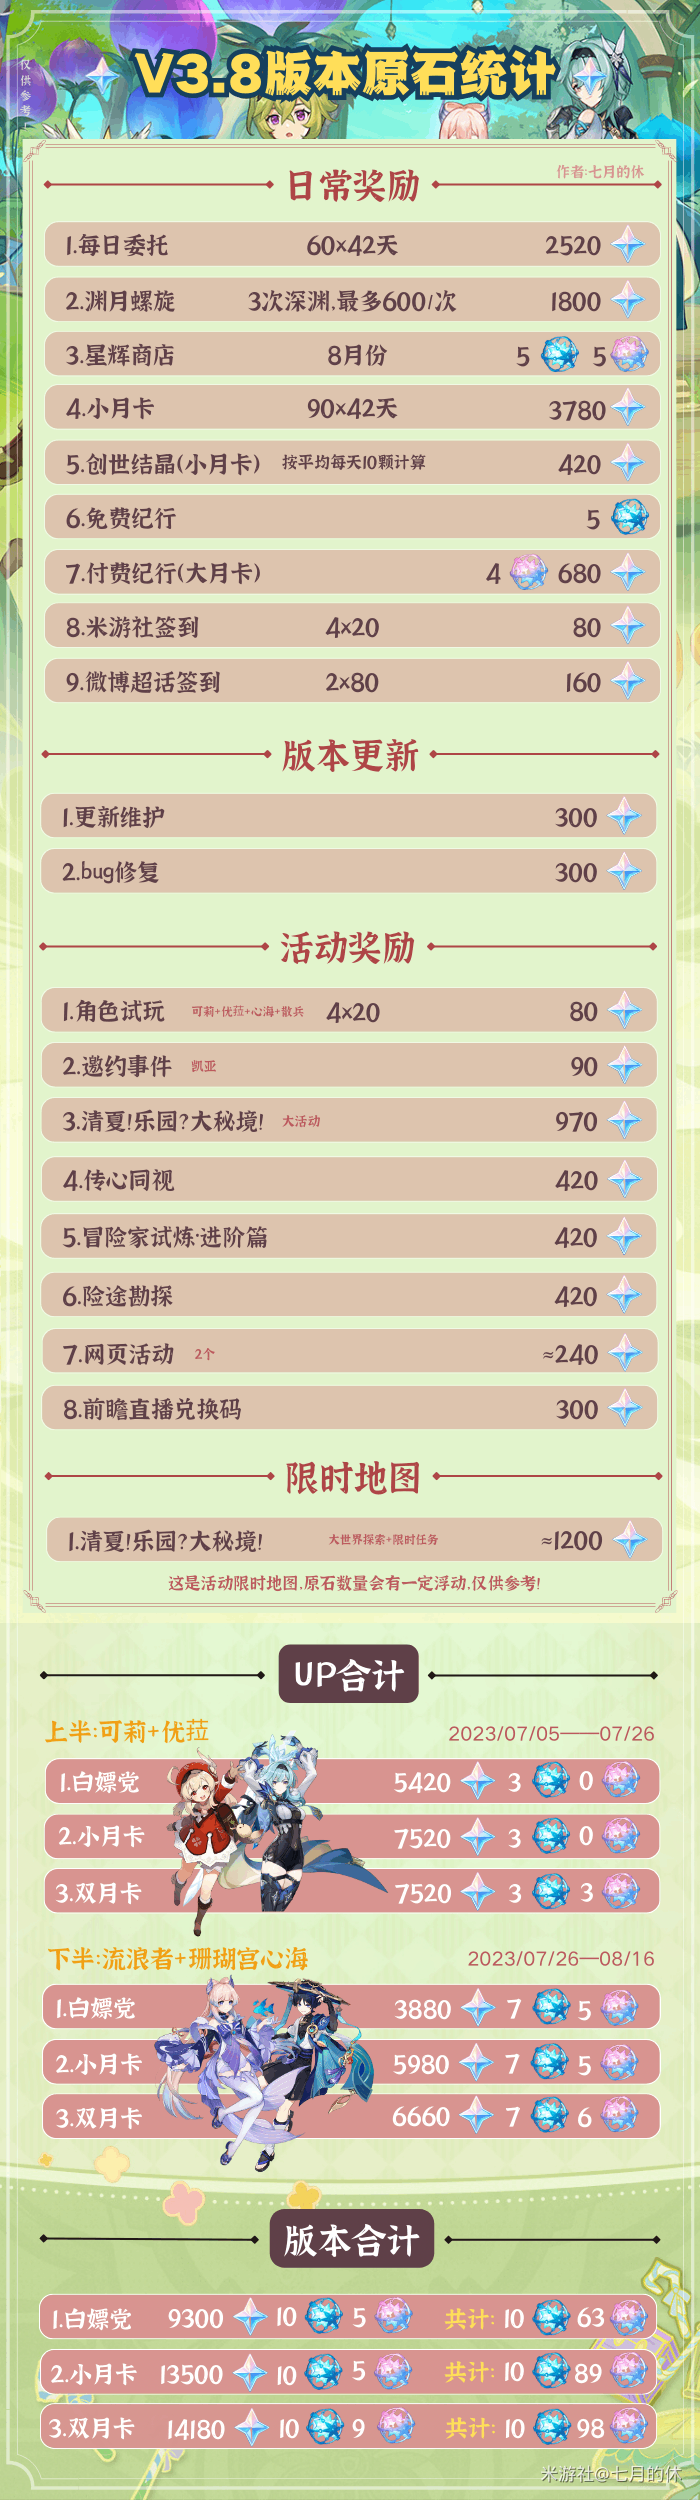 仅供参考
V3.8版本原石统计
作者:七月的休
日常奖励
1.每日委托 60×42天 2520
2.渊月螺旋 3次深渊,最多600/次 1800
3.星辉商店 8月份 5 5
4.小月卡 90×42天 3780
5.创世结晶(小月卡) 按平均每天10颗计算 420
6.免费纪行 5
7.付费纪行(大月卡) 4 680
8.米游社签到 4×20 80
9.微博超话签到 2×80 160
版本更新
1.更新维护 300
2.bug修复 300
活动奖励
1.角色试玩 可莉+优菈+心海+散兵 4×20 80
2.邀约事件 凯亚 90
3.清夏!乐园?大秘境! 大活动 970
4.传心同视 420
5.冒险家试炼·进阶篇 420
6.险途勘探 420
7.网页活动 2个 ≈240
8.前瞻直播兑换码 300
限时地图
1.清夏!乐园?大秘境! 大世界探索+限时任务 ≈1200
这是活动限时地图,原石数量会有一定浮动,仅供参考!
UP合计
上半:可莉+优菈 2023/07/05——07/26
1.白嫖党 5420 3 0
2.小月卡 7520 3 0
3.双月卡 7520 3 3
下半:流浪者+珊瑚宫心海 2023/07/26—08/16
1.白嫖党 3880 7 5
2.小月卡 5980 7 5
3.双月卡 6660 7 6
版本合计
1.白嫖党 9300 10 5 共计: 10 63
2.小月卡 13500 10 5 共计: 10 89
3.双月卡 14180 10 9 共计: 10 98
米游社@七月的休